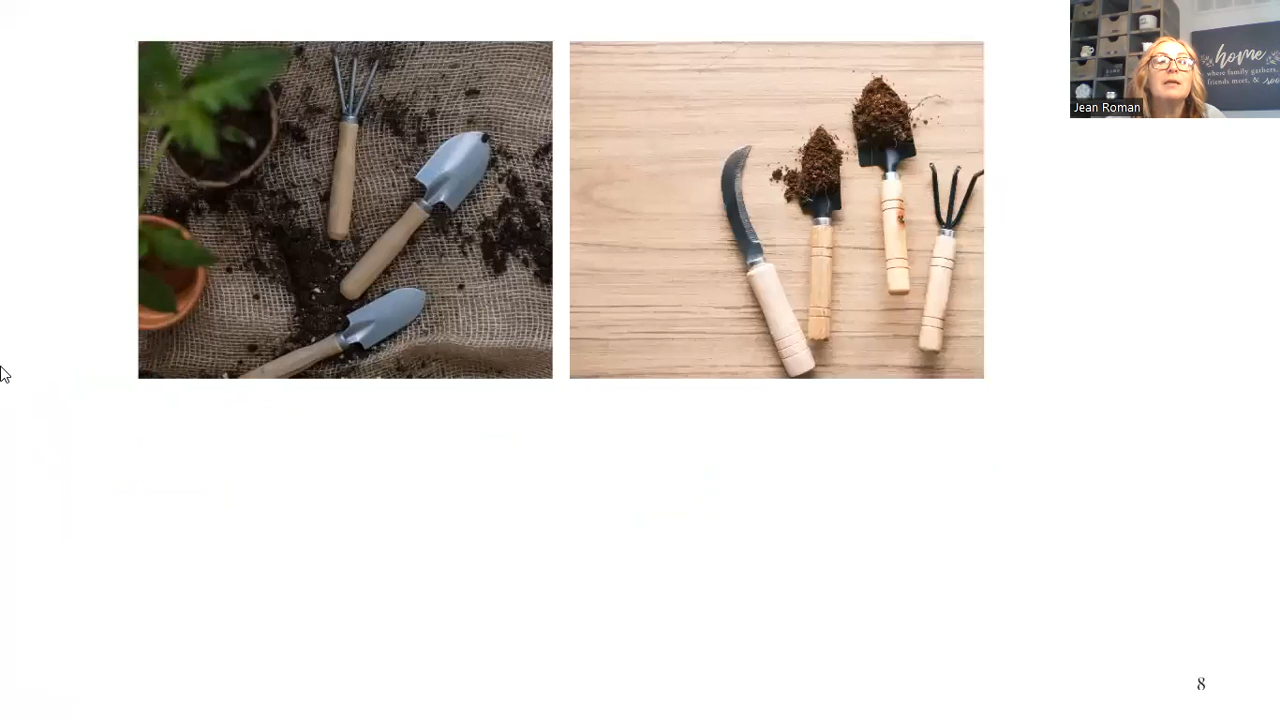 Jean Roman
home
where family gathers,
friends meet, &
8